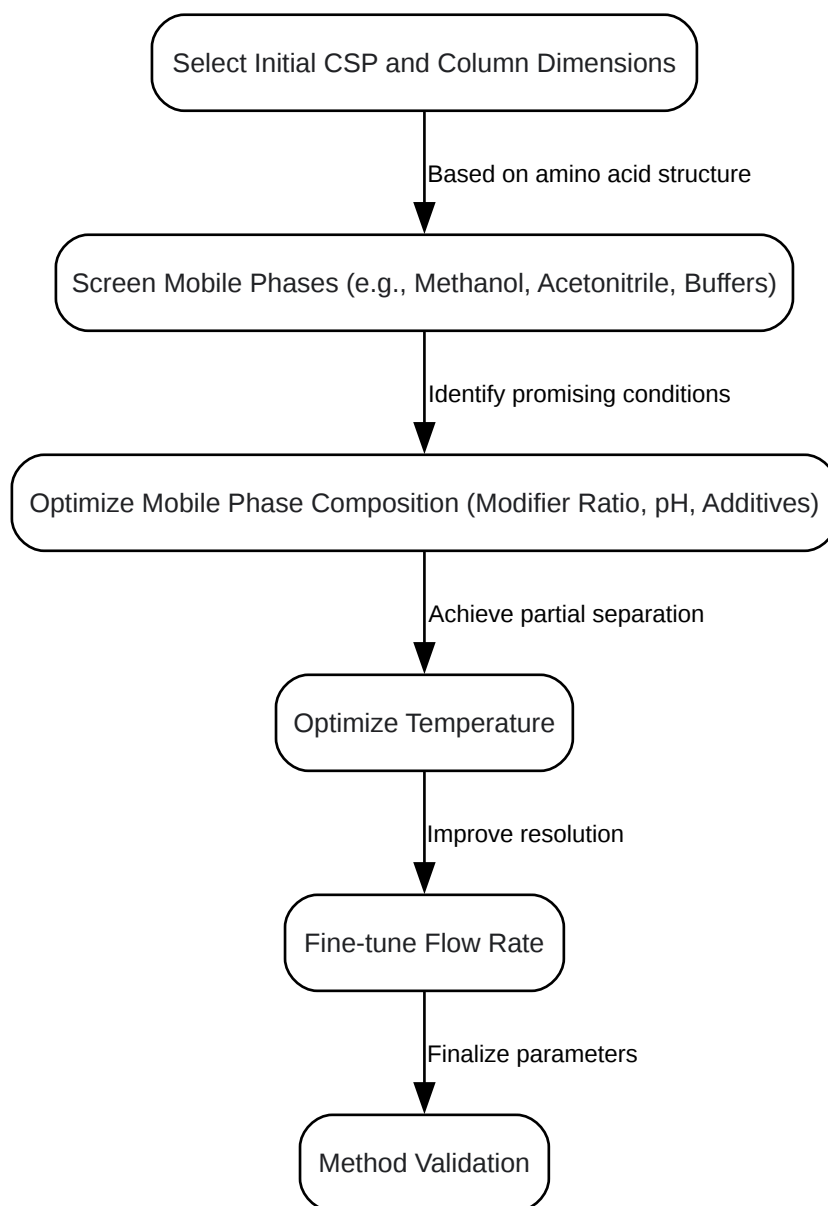 Select Initial CSP and Column Dimensions
Based on amino acid structure
Screen Mobile Phases (e.g., Methanol, Acetonitrile, Buffers)
Identify promising conditions
Optimize Mobile Phase Composition (Modifier Ratio, pH, Additives)
Achieve partial separation
Optimize Temperature
Improve resolution
Fine-tune Flow Rate
Finalize parameters
Method Validation